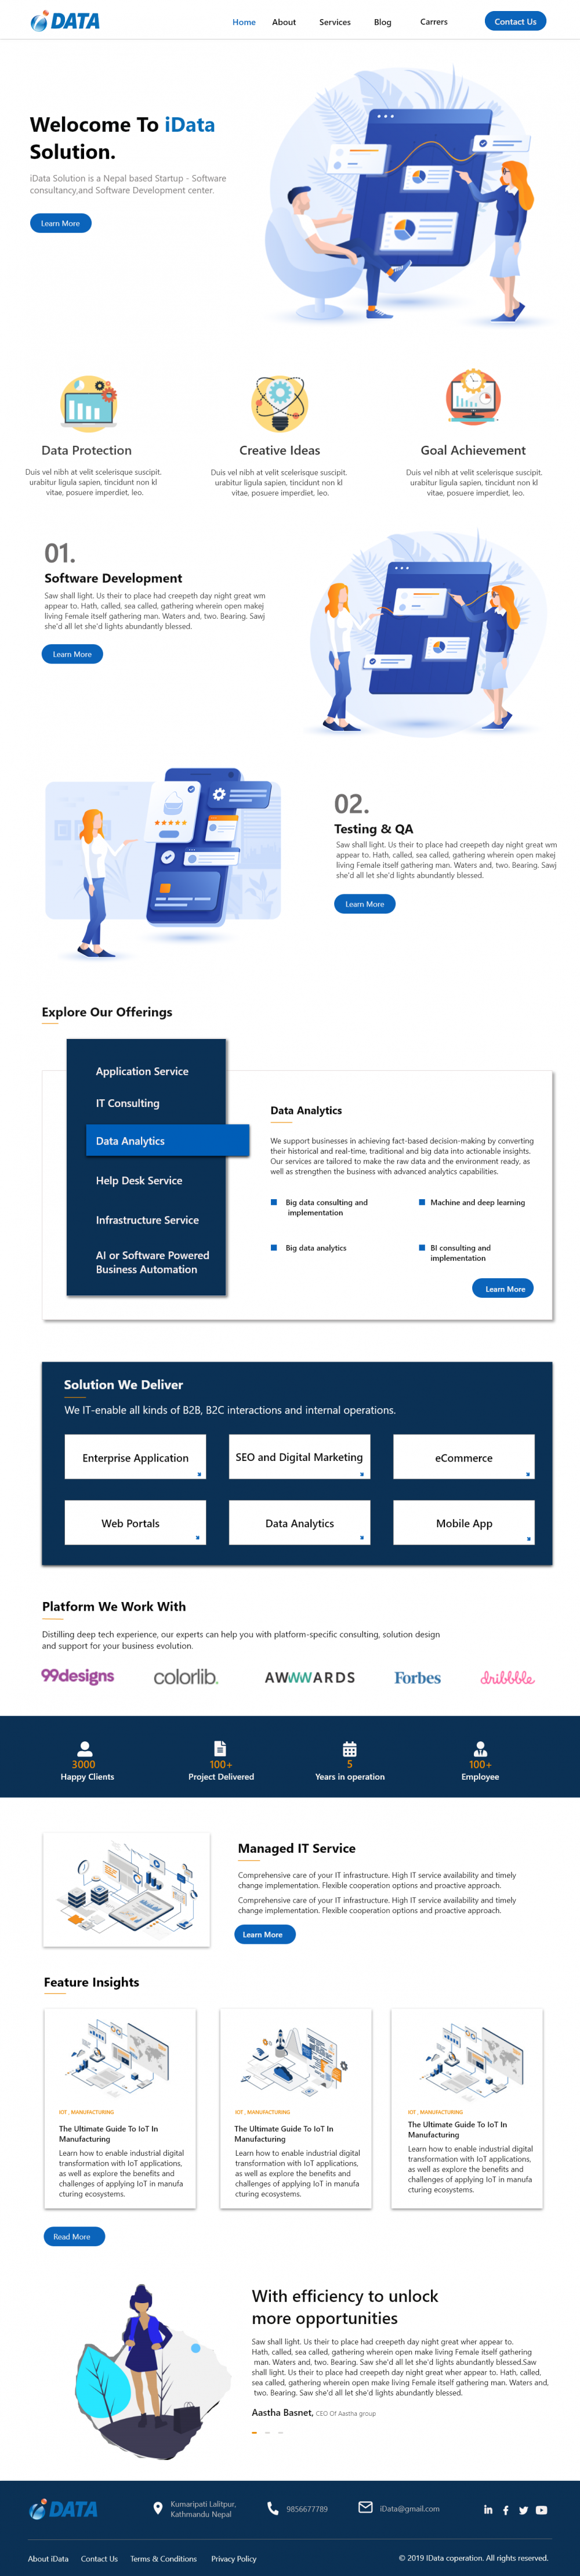 iDATA
Home About Services Blog Carrers Contact Us
Welocome To iData
Solution.
iData Solution is a Nepal based Startup - Software
consultancy,and Software Development center.
Learn More
Data Protection
Duis vel nibh at velit scelerisque suscipit.
urabitur ligula sapien, tincidunt non kl
vitae, posuere imperdiet, leo.
Creative Ideas
Duis vel nibh at velit scelerisque suscipit.
urabitur ligula sapien, tincidunt non kl
vitae, posuere imperdiet, leo.
Goal Achievement
Duis vel nibh at velit scelerisque suscipit.
urabitur ligula sapien, tincidunt non kl
vitae, posuere imperdiet, leo.
01.
Software Development
Saw shall light. Us their to place had creepeth day night great wm
appear to. Hath, called, sea called, gathering wherein open makej
living Female itself gathering man. Waters and, two. Bearing. Sawj
she'd all let she'd lights abundantly blessed.
Learn More
02.
Testing & QA
Saw shall light. Us their to place had creepeth day night great wm
appear to. Hath, called, sea called, gathering wherein open makej
living Female itself gathering man. Waters and, two. Bearing. Sawj
she'd all let she'd lights abundantly blessed.
Learn More
Explore Our Offerings
Application Service
IT Consulting
Data Analytics
Help Desk Service
Infrastructure Service
AI or Software Powered
Business Automation
Data Analytics
We support businesses in achieving fact-based decision-making by converting
their historical and real-time, traditional and big data into actionable insights.
Our services are tailored to make the raw data and the environment ready, as
well as strengthen the business with advanced analytics capabilities.
Big data consulting and
implementation
Machine and deep learning
Big data analytics
BI consulting and
implementation
Learn More
Solution We Deliver
We IT-enable all kinds of B2B, B2C interactions and internal operations.
Enterprise Application
SEO and Digital Marketing
eCommerce
Web Portals
Data Analytics
Mobile App
Platform We Work With
Distilling deep tech experience, our experts can help you with platform-specific consulting, solution design
and support for your business evolution.
99designs colorlib. AWWWARDS Forbes dribbble
3000
Happy Clients
100+
Project Delivered
5
Years in operation
100+
Employee
Managed IT Service
Comprehensive care of your IT infrastructure. High IT service availability and timely
change implementation. Flexible cooperation options and proactive approach.
Comprehensive care of your IT infrastructure. High IT service availability and timely
change implementation. Flexible cooperation options and proactive approach.
Learn More
Feature Insights
IOT , MANUFACTURING
The Ultimate Guide To IoT In
Manufacturing
Learn how to enable industrial digital
transformation with IoT applications,
as well as explore the benefits and
challenges of applying IoT in manufa
cturing ecosystems.
IOT , MANUFACTURING
The Ultimate Guide To IoT In
Manufacturing
Learn how to enable industrial digital
transformation with IoT applications,
as well as explore the benefits and
challenges of applying IoT in manufa
cturing ecosystems.
IOT , MANUFACTURING
The Ultimate Guide To IoT In
Manufacturing
Learn how to enable industrial digital
transformation with IoT applications,
as well as explore the benefits and
challenges of applying IoT in manufa
cturing ecosystems.
Read More
With efficiency to unlock
more opportunities
Saw shall light. Us their to place had creepeth day night great wher appear to.
Hath, called, sea called, gathering wherein open make living Female itself gathering
man. Waters and, two. Bearing. Saw she'd all let she'd lights abundantly blessed.Saw
shall light. Us their to place had creepeth day night great wher appear to. Hath, called,
sea called, gathering wherein open make living Female itself gathering man. Waters and,
two. Bearing. Saw she'd all let she'd lights abundantly blessed.
Aastha Basnet, CEO Of Aastha group
iDATA
Kumaripati Lalitpur,
Kathmandu Nepal
9856677789
iData@gmail.com
About iData Contact Us Terms & Conditions Privacy Policy
© 2019 IData coperation. All rights reserved.